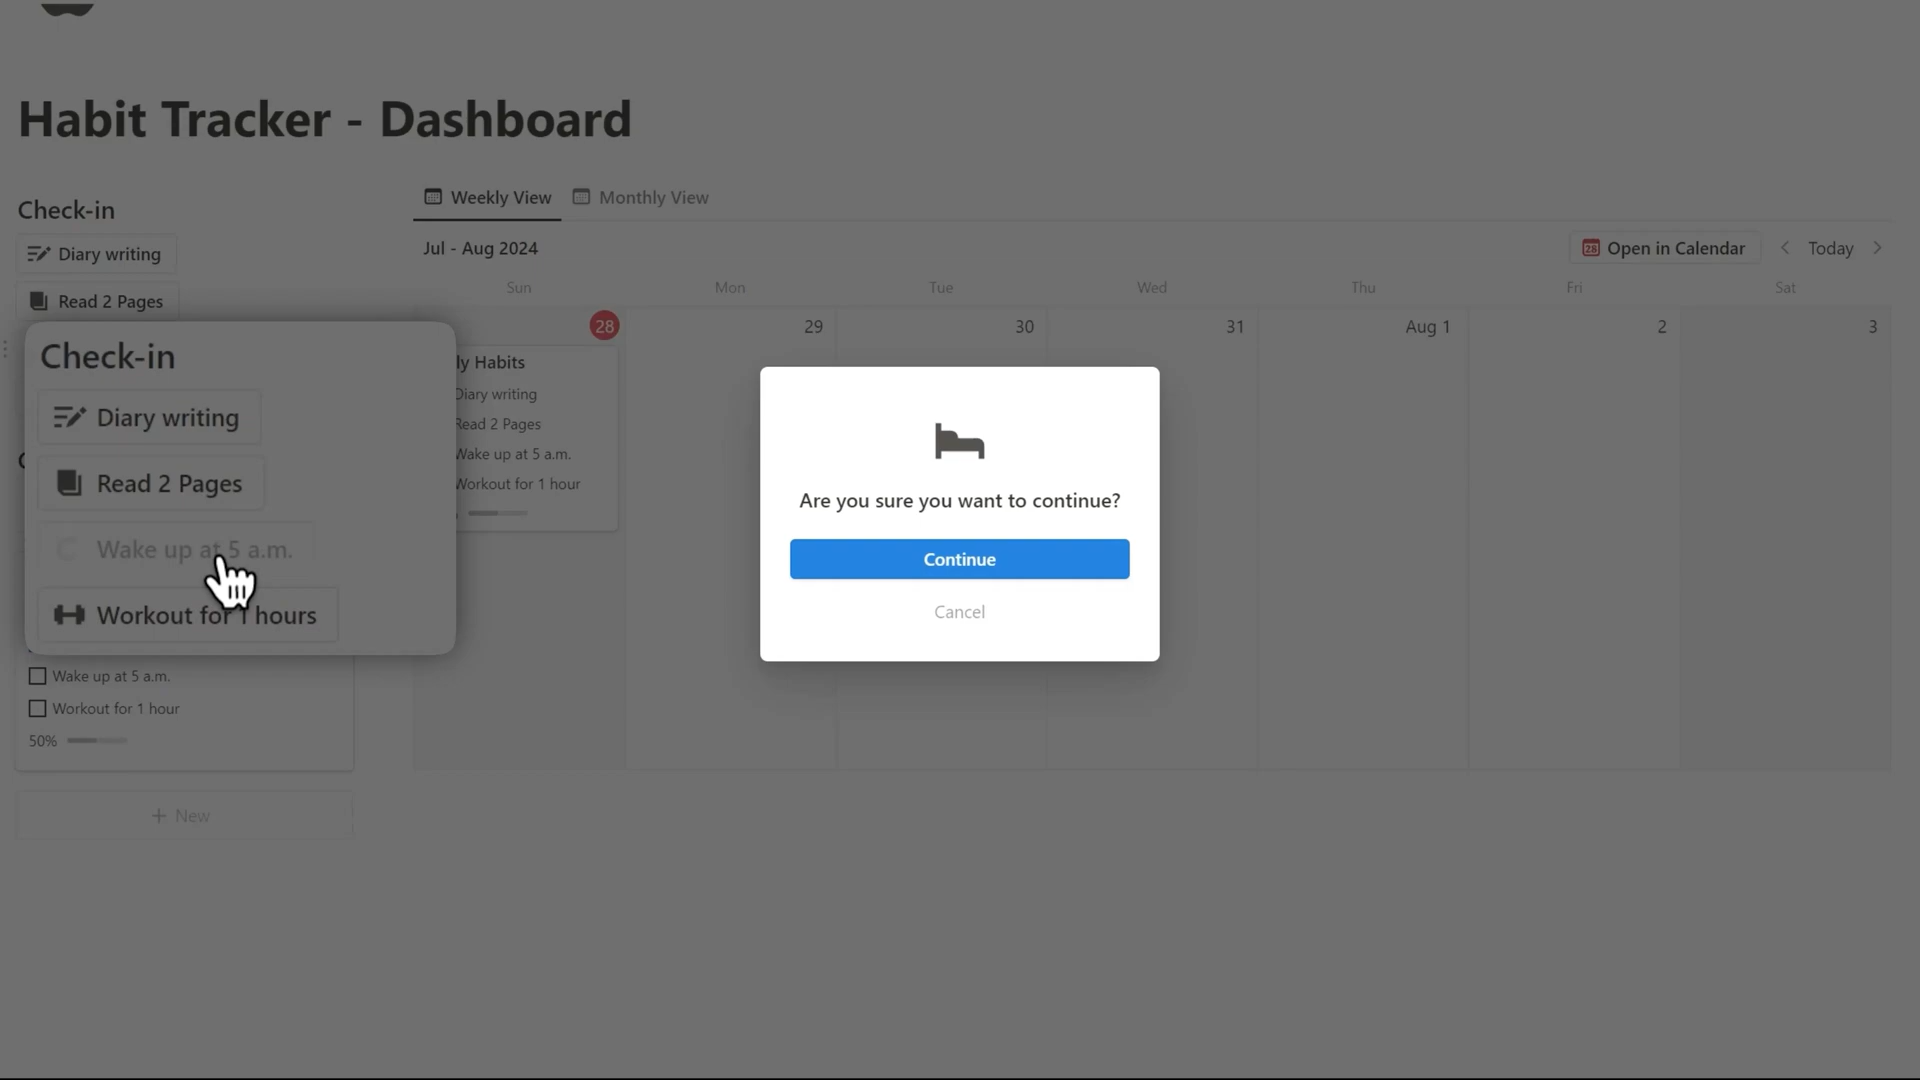 Habit Tracker - Dashboard
Check-in
Diary writing
Read 2 Pages
Check-in
Diary writing
Read 2 Pages
Wake up at 5 a.m.
Workout for 1 hours
Wake up at 5 a.m.
Workout for 1 hour
50%
+ New
Weekly View
Monthly View
Jul - Aug 2024
28
Open in Calendar
Today
Sun
Mon
Tue
Wed
Thu
Fri
Sat
28
29
30
31
Aug 1
2
3
ly Habits
Diary writing
Read 2 Pages
Wake up at 5 a.m.
Workout for 1 hour
Are you sure you want to continue?
Continue
Cancel